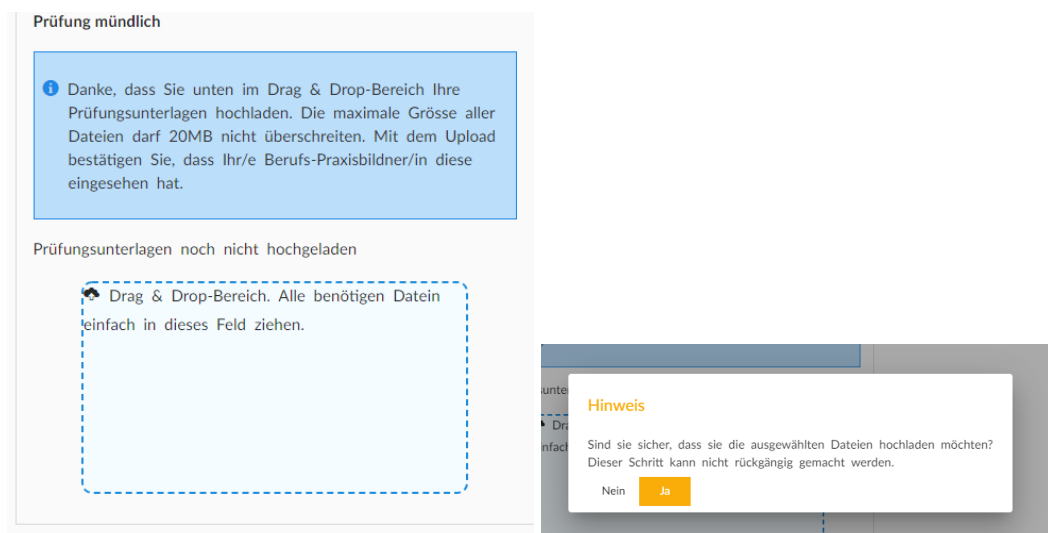 Prüfung mündlich
Danke, dass Sie unten im Drag & Drop-Bereich Ihre
Prüfungsunterlagen hochladen. Die maximale Grösse aller
Dateien darf 20MB nicht überschreiten. Mit dem Upload
bestätigen Sie, dass Ihr/e Berufs-Praxisbildner/in diese
eingesehen hat.
Prüfungsunterlagen noch nicht hochgeladen
Drag & Drop-Bereich. Alle benötigen Datein
einfach in dieses Feld ziehen.
Hinweis
Sind sie sicher, dass sie die ausgewählten Dateien hochladen möchten?
Dieser Schritt kann nicht rückgängig gemacht werden.
Nein Ja